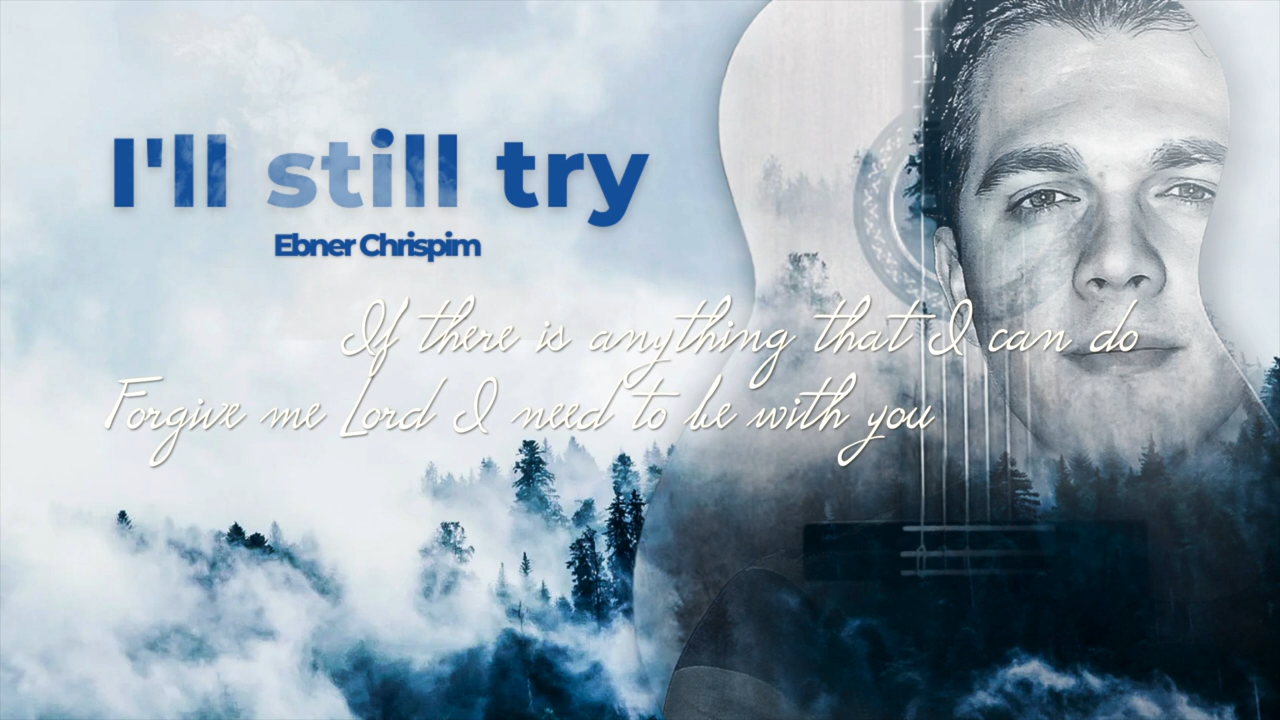 I'll still try
Ebner Chrispim
If there is anything that I can do
Forgive me Lord I need to be with you